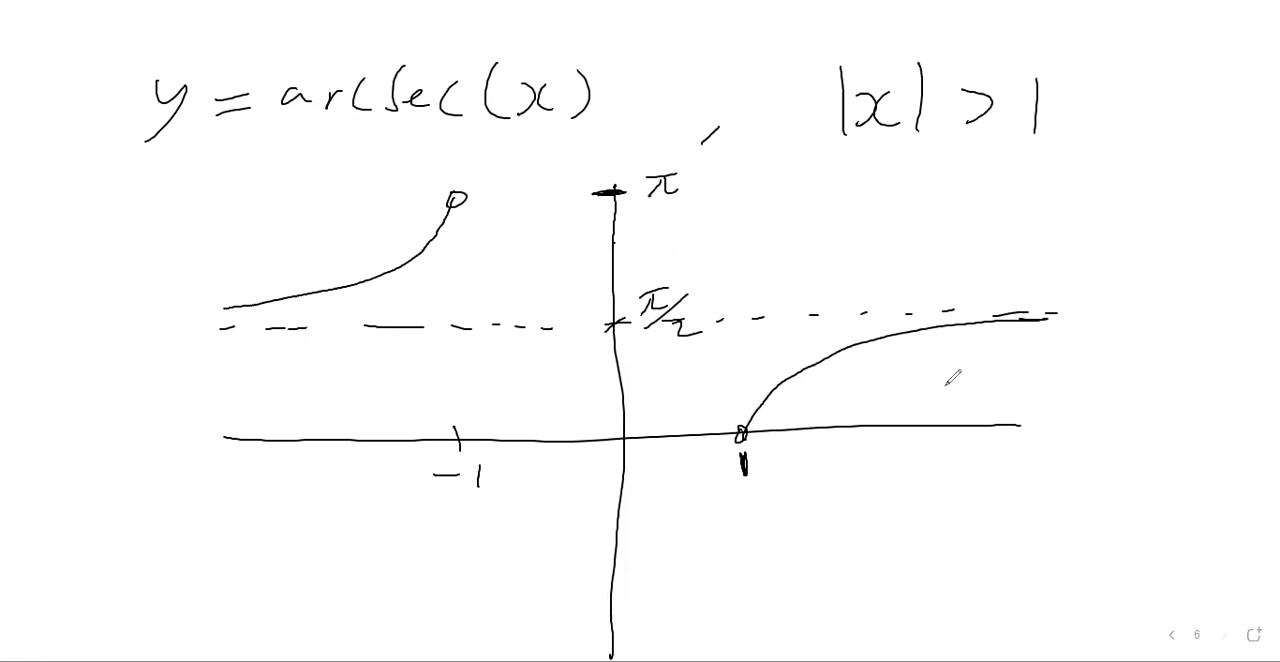 y = arcsec(x) , |x| > 1
π
π/2
-1 1
6